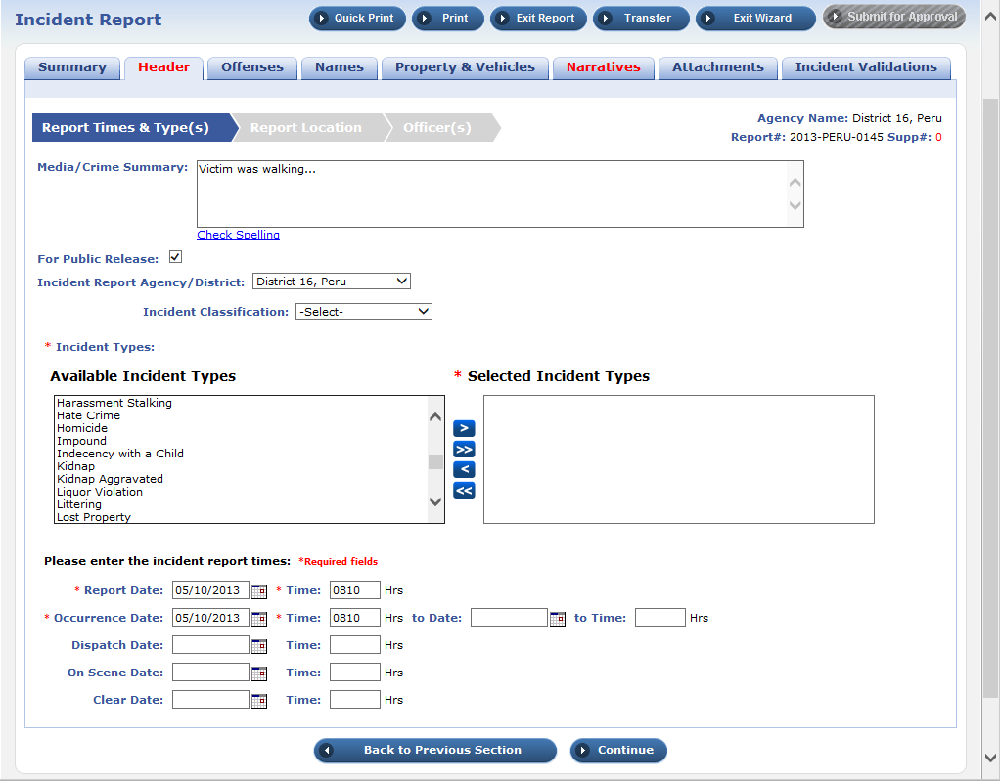 Incident Report
Quick Print
Print
Exit Report
Transfer
Exit Wizard
Submit for Approval
Summary
Header
Offenses
Names
Property & Vehicles
Narratives
Attachments
Incident Validations
Report Times & Type(s)
Report Location
Officer(s)
Agency Name: District 16, Peru
Report#: 2013-PERU-0145 Supp#: 0
Media/Crime Summary:
Victim was walking...
Check Spelling
For Public Release:
Incident Report Agency/District: District 16, Peru
Incident Classification: -Select-
* Incident Types:
Available Incident Types
* Selected Incident Types
Harassment Stalking
Hate Crime
Homicide
Impound
Indecency with a Child
Kidnap
Kidnap Aggravated
Liquor Violation
Littering
Lost Property
>
>>
<
<<
Please enter the incident report times: *Required fields
* Report Date: 05/10/2013 * Time: 0810 Hrs
* Occurrence Date: 05/10/2013 * Time: 0810 Hrs to Date: to Time: Hrs
Dispatch Date: Time: Hrs
On Scene Date: Time: Hrs
Clear Date: Time: Hrs
Back to Previous Section
Continue